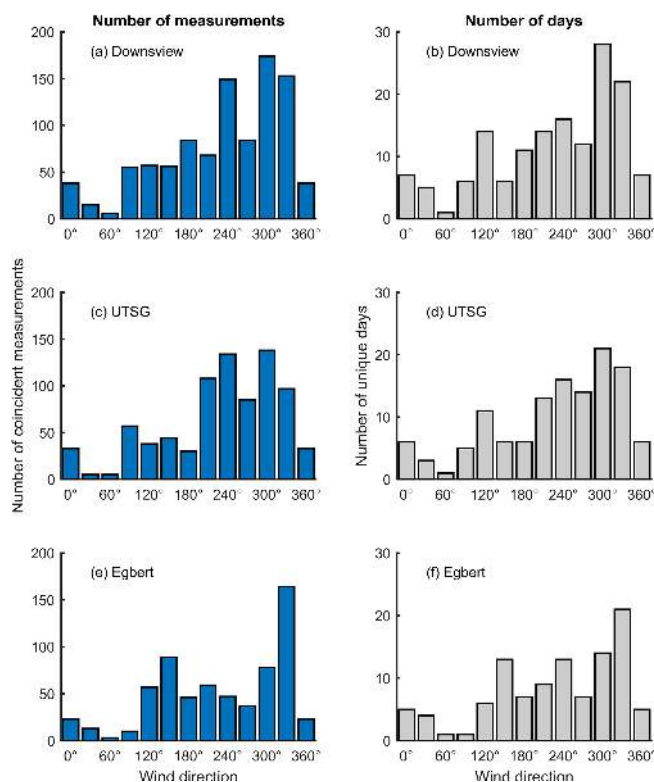 Number of measurements
Number of days
200
150
100
50
0
(a) Downsview
0° 60° 120° 180° 240° 300° 360°
30
20
10
0
(b) Downsview
0° 60° 120° 180° 240° 300° 360°
Number of coincident measurements
200
150
100
50
0
(c) UTSG
0° 60° 120° 180° 240° 300° 360°
Number of unique days
30
20
10
0
(d) UTSG
0° 60° 120° 180° 240° 300° 360°
200
150
100
50
0
(e) Egbert
0° 60° 120° 180° 240° 300° 360°
Wind direction
30
20
10
0
(f) Egbert
0° 60° 120° 180° 240° 300° 360°
Wind direction